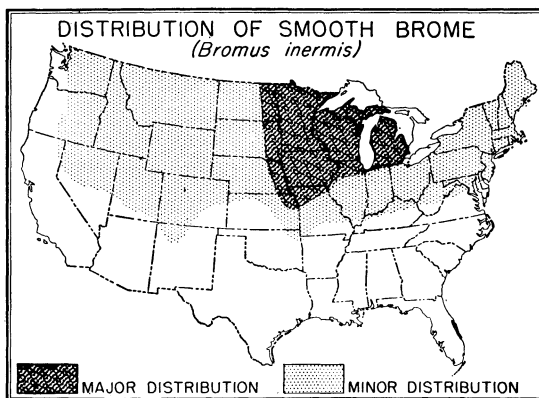 DISTRIBUTION OF SMOOTH BROME
(Bromus inermis)
MAJOR DISTRIBUTION
MINOR DISTRIBUTION